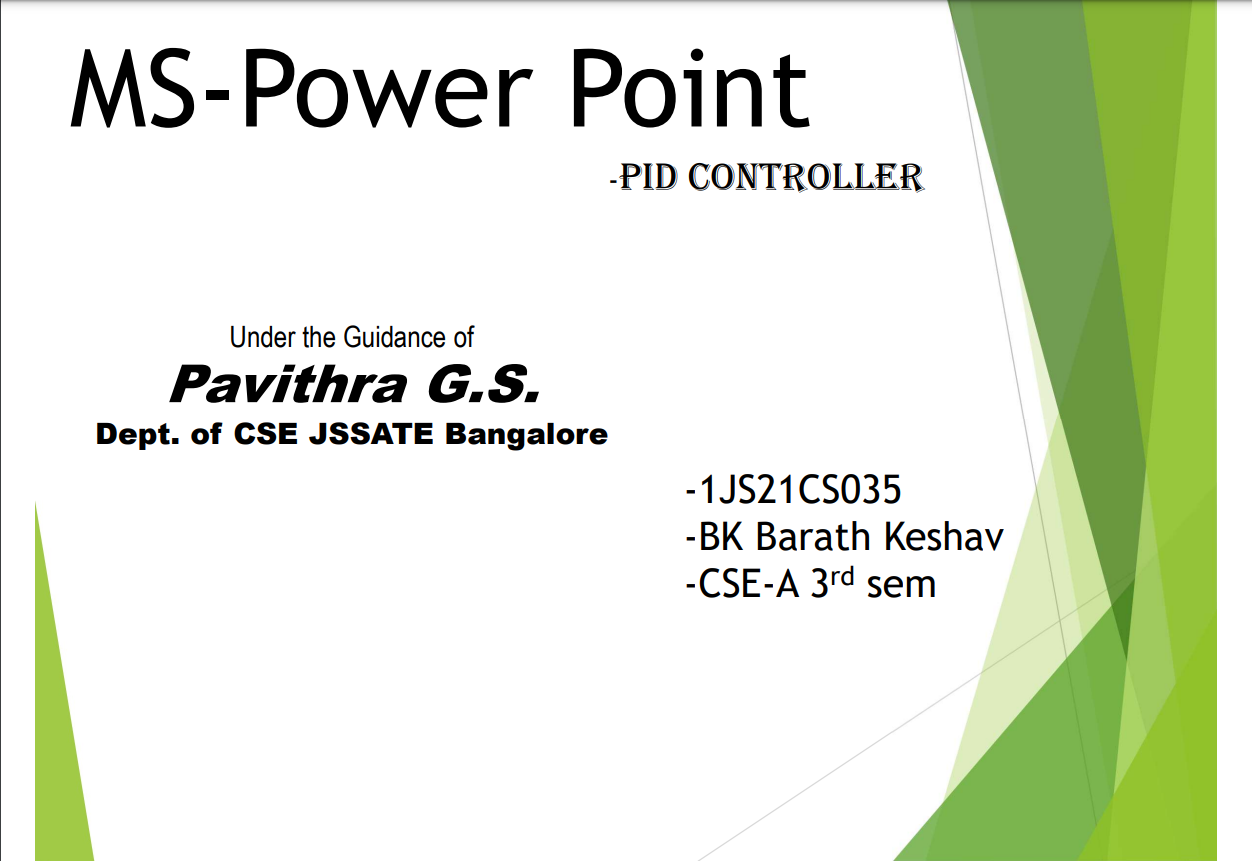 MS-Power Point
-PID CONTROLLER
Under the Guidance of
Pavithra G.S.
Dept. of CSE JSSATE Bangalore
-1JS21CS035
-BK Barath Keshav
-CSE-A 3rd sem